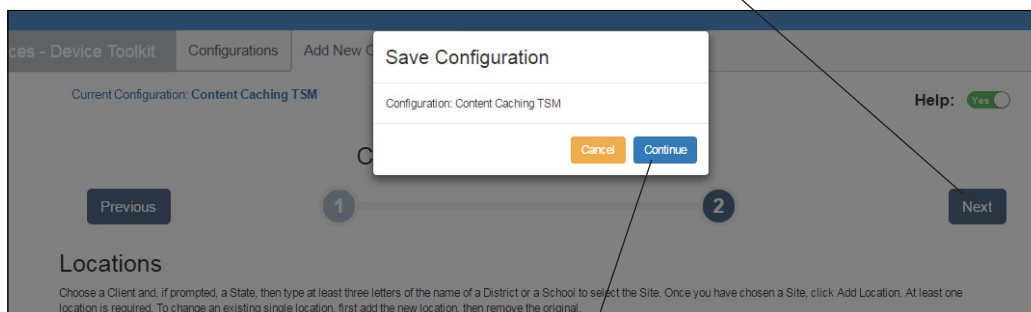 ces - Device Toolkit Configurations Add New C
Save Configuration
Current Configuration: Content Caching TSM
Configuration: Content Caching TSM
Help: Yes
Cancel Continue
C
Previous 1 2 Next
Locations
Choose a Client and, if prompted, a State, then type at least three letters of the name of a District or a School to select the Site. Once you have chosen a Site, click Add Location. At least one
location is required. To change an existing single location, first add the new location, then remove the original.